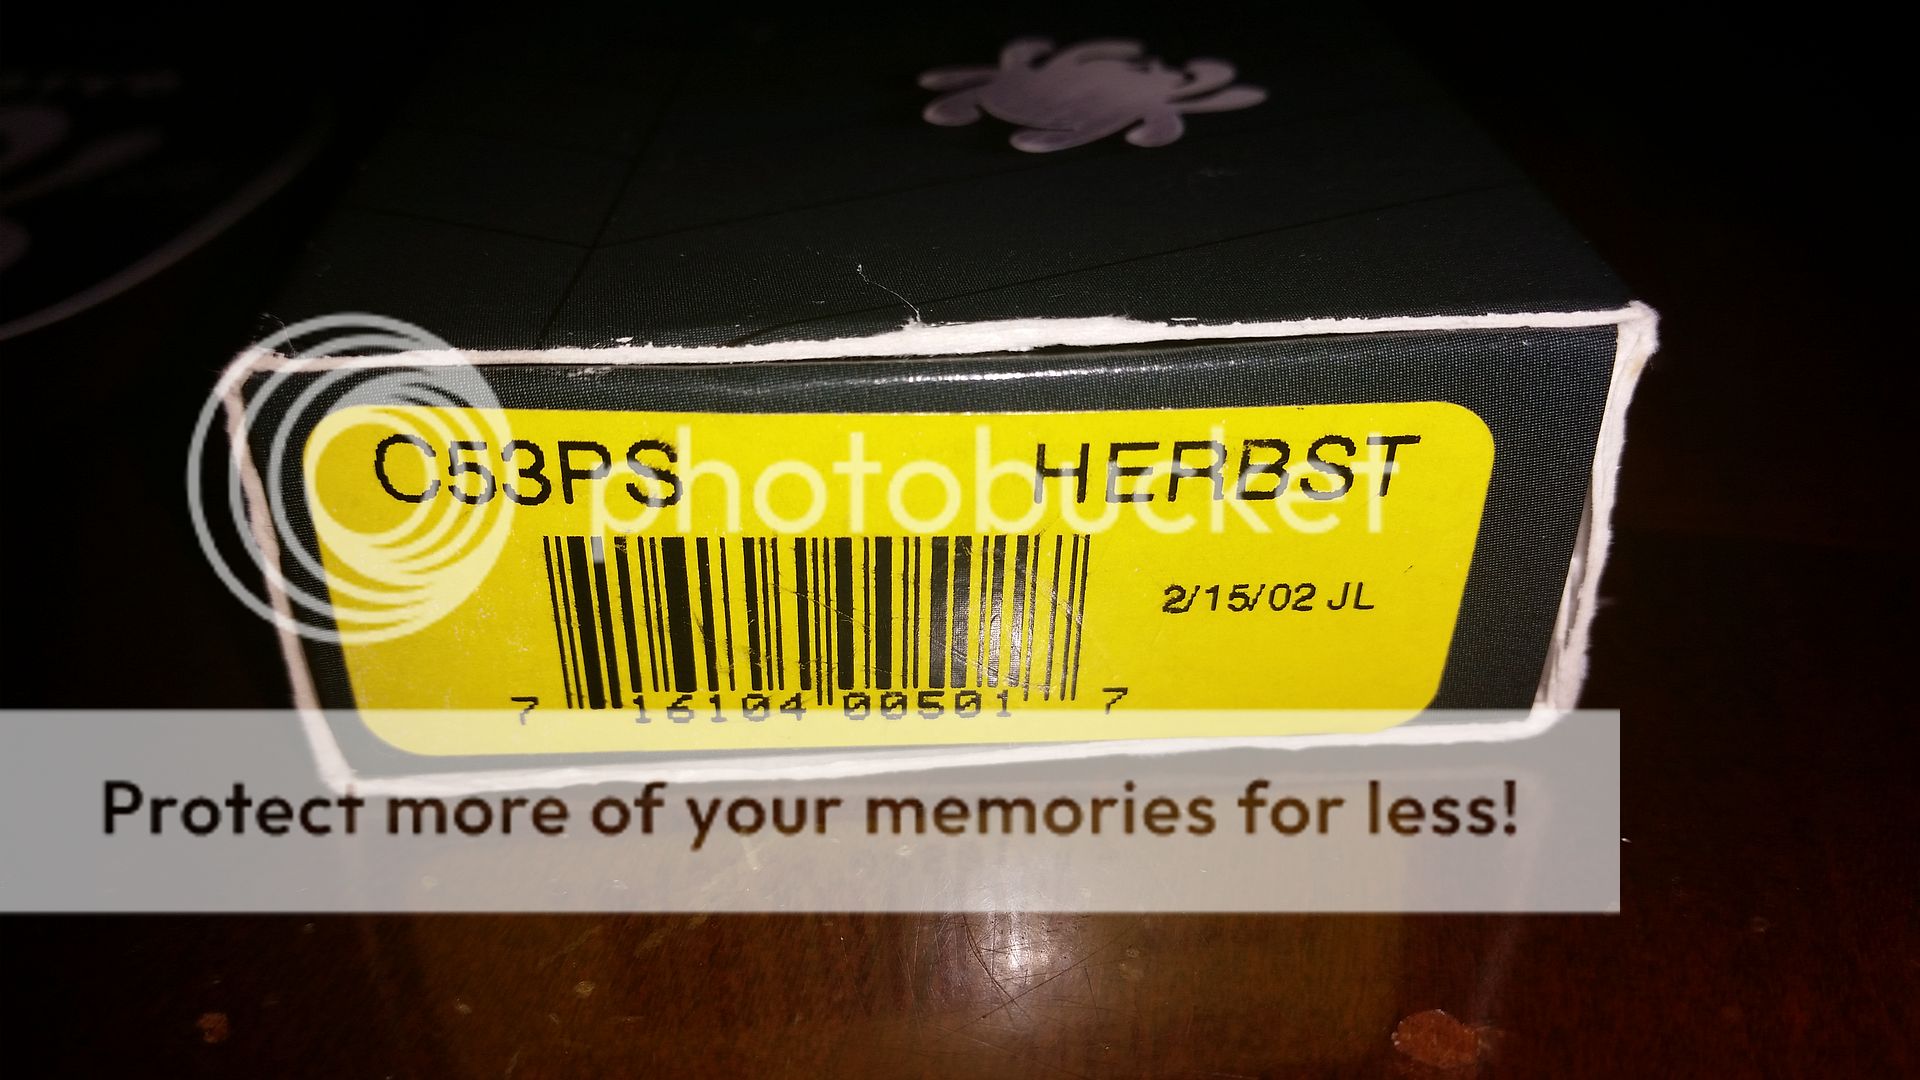 C53PS HERBST
photobucket
2/15/02 JL
7 16104 00501 7
Protect more of your memories for less!